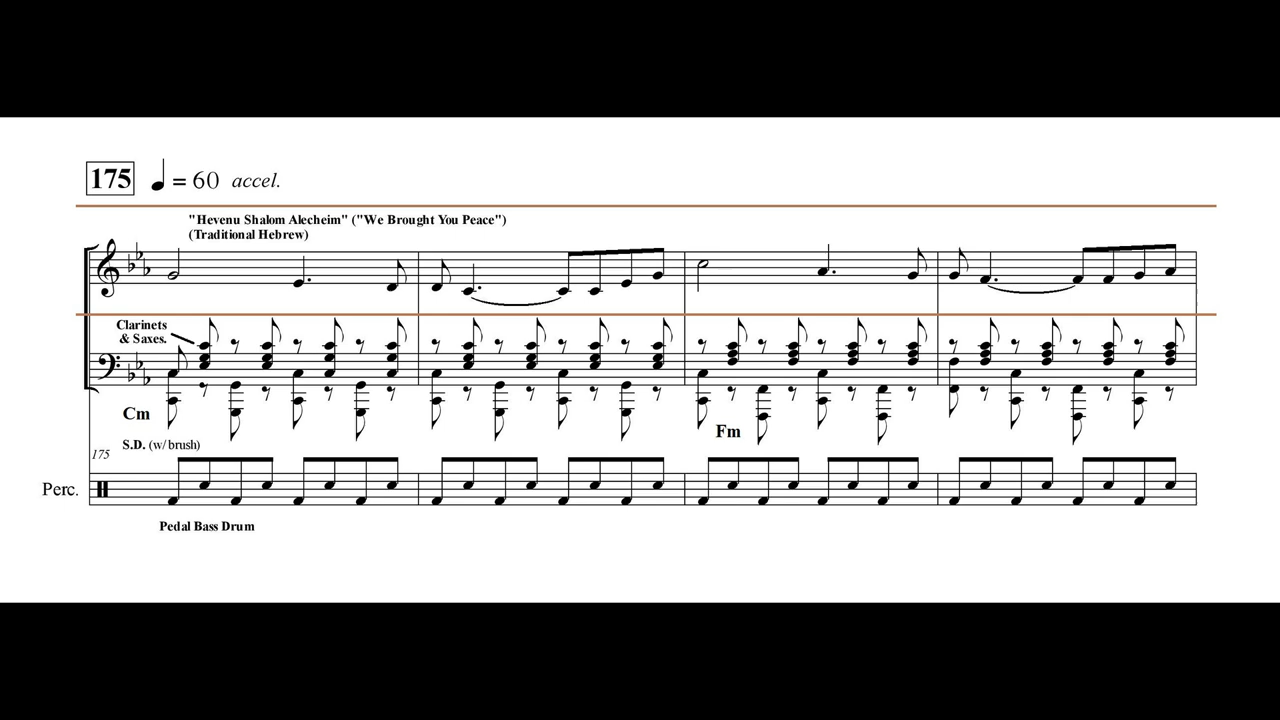 175 ♩ = 60 accel.
"Hevenu Shalom Alecheim" ("We Brought You Peace")
(Traditional Hebrew)
Clarinets
& Saxes.
Cm
Fm
S.D. (w/ brush)
175
Perc.
Pedal Bass Drum